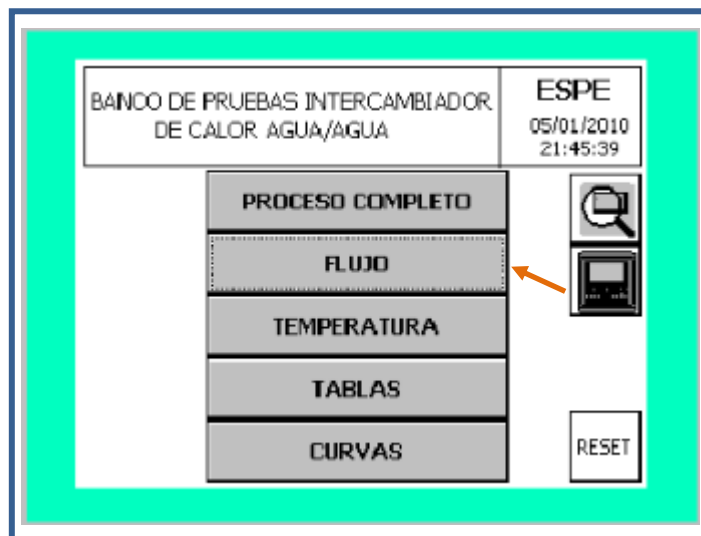 BANCO DE PRUEBAS INTERCAMBIADOR
DE CALOR AGUA/AGUA
ESPE
05/01/2010
21:45:39
PROCESO COMPLETO
FLUJO
TEMPERATURA
TABLAS
CURVAS
RESET